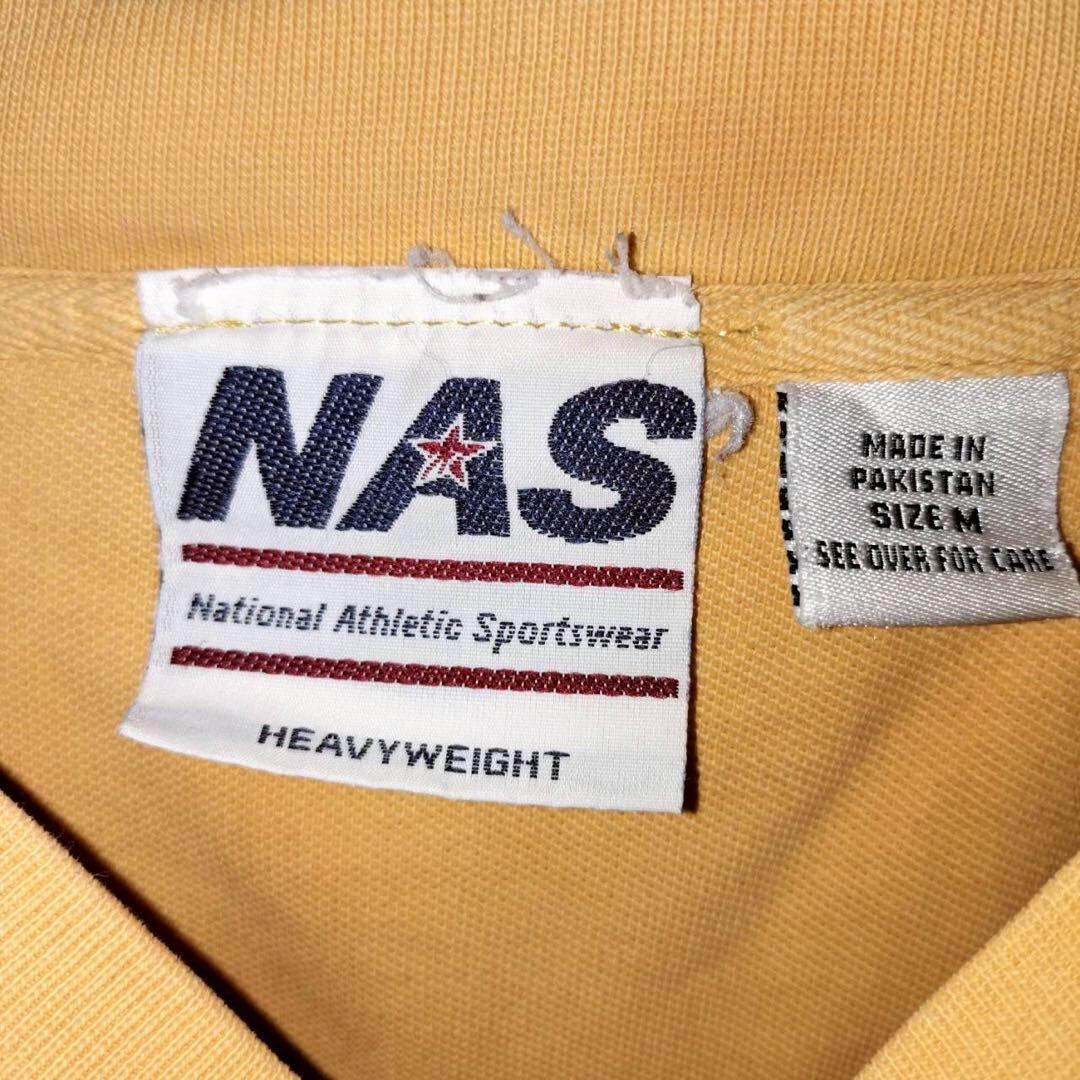 NAS
National Athletic Sportswear
HEAVYWEIGHT
MADE IN
PAKISTAN
SIZE M
SEE OVER FOR CARE